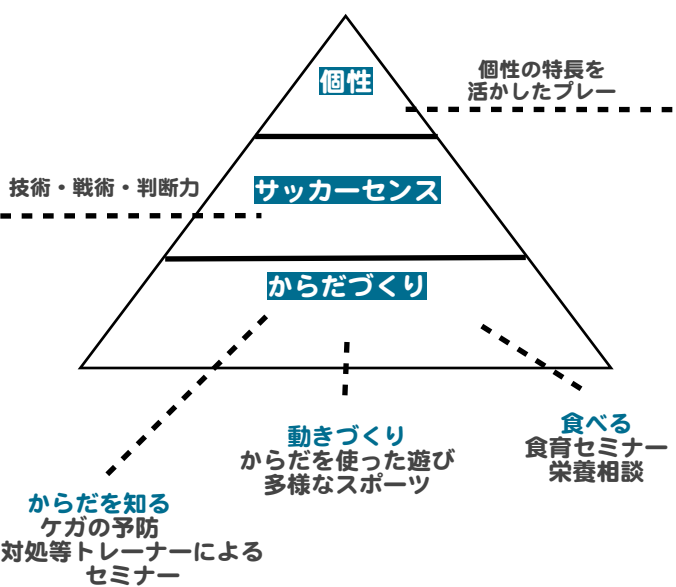 個性
個性の特長を
活かしたプレー
技術・戦術・判断力
サッカーセンス
からだづくり
からだを知る
ケガの予防
対処等トレーナーによる
セミナー
動きづくり
からだを使った遊び
多様なスポーツ
食べる
食育セミナー
栄養相談